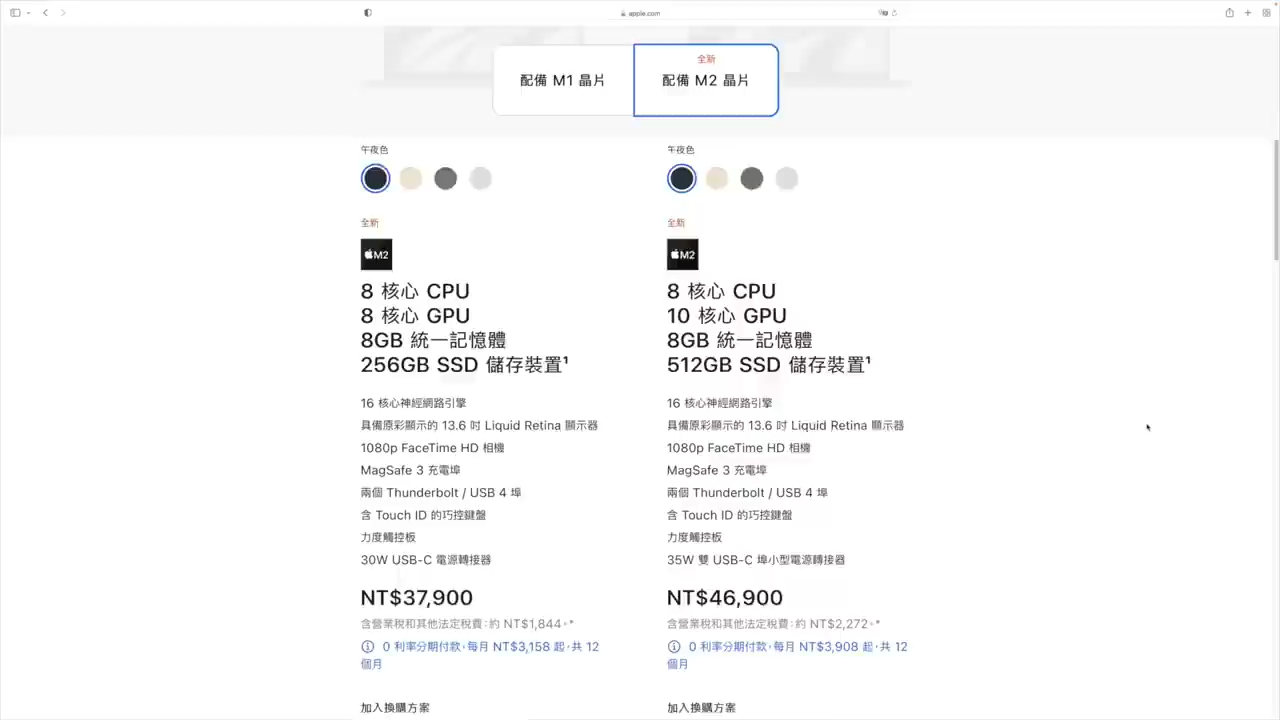 apple.com
配備 M1 晶片
全新
配備 M2 晶片
午夜色
全新
M2
8 核心 CPU
8 核心 GPU
8GB 統一記憶體
256GB SSD 儲存裝置¹
16 核心神經網路引擎
具備原彩顯示的 13.6 吋 Liquid Retina 顯示器
1080p FaceTime HD 相機
MagSafe 3 充電埠
兩個 Thunderbolt / USB 4 埠
含 Touch ID 的巧控鍵盤
力度觸控板
30W USB-C 電源轉接器
NT$37,900
含營業稅和其他法定稅費：約 NT$1,844。*
0 利率分期付款，每月 NT$3,158 起，共 12
個月
加入換購方案
午夜色
全新
M2
8 核心 CPU
10 核心 GPU
8GB 統一記憶體
512GB SSD 儲存裝置¹
16 核心神經網路引擎
具備原彩顯示的 13.6 吋 Liquid Retina 顯示器
1080p FaceTime HD 相機
MagSafe 3 充電埠
兩個 Thunderbolt / USB 4 埠
含 Touch ID 的巧控鍵盤
力度觸控板
35W 雙 USB-C 埠小型電源轉接器
NT$46,900
含營業稅和其他法定稅費：約 NT$2,272。*
0 利率分期付款，每月 NT$3,908 起，共 12
個月
加入換購方案